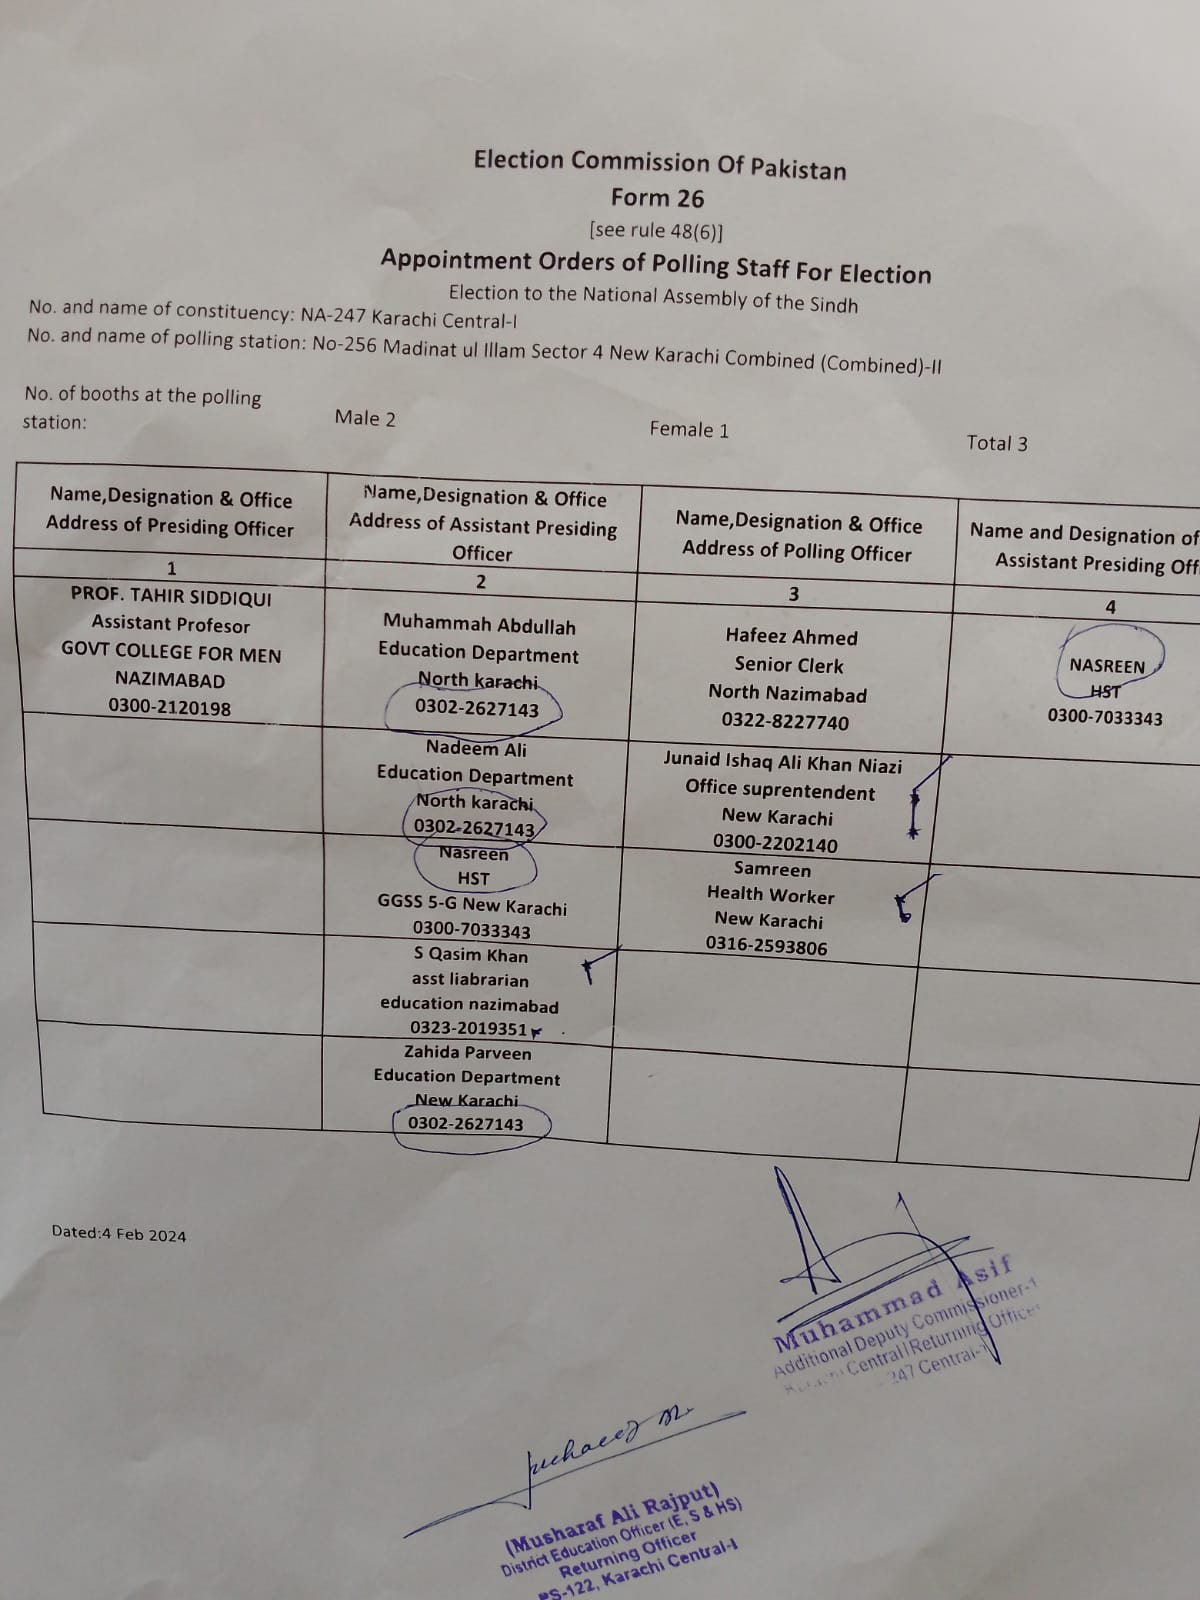 Election Commission Of Pakistan
Form 26
[see rule 48(6)]
Appointment Orders of Polling Staff For Election
Election to the National Assembly of the Sindh
No. and name of constituency: NA-247 Karachi Central-I
No. and name of polling station: No-256 Madinat ul Illam Sector 4 New Karachi Combined (Combined)-II
No. of booths at the polling
station:
Male 2
Female 1
Total 3
Name,Designation & Office
Address of Presiding Officer
Name,Designation & Office
Address of Assistant Presiding
Officer
Name,Designation & Office
Address of Polling Officer
Name and Designation of
Assistant Presiding Off
1
2
3
4
PROF. TAHIR SIDDIQUI
Assistant Profesor
GOVT COLLEGE FOR MEN
NAZIMABAD
0300-2120198
Muhammah Abdullah
Education Department
North karachi
0302-2627143
Hafeez Ahmed
Senior Clerk
North Nazimabad
0322-8227740
NASREEN
HST
0300-7033343
Nadeem Ali
Education Department
North karachi
0302-2627143
Junaid Ishaq Ali Khan Niazi
Office suprentendent
New Karachi
0300-2202140
Nasreen
HST
GGSS 5-G New Karachi
0300-7033343
Samreen
Health Worker
New Karachi
0316-2593806
S Qasim Khan
asst liabrarian
education nazimabad
0323-2019351
Zahida Parveen
Education Department
New Karachi
0302-2627143
Dated:4 Feb 2024
Muhammad Asif
Additional Deputy Commissioner-1
Central/Returning Officer
247 Central-1
(Musharaf Ali Rajput)
District Education Officer (E, S & HS)
Returning Officer
PS-122, Karachi Central-I